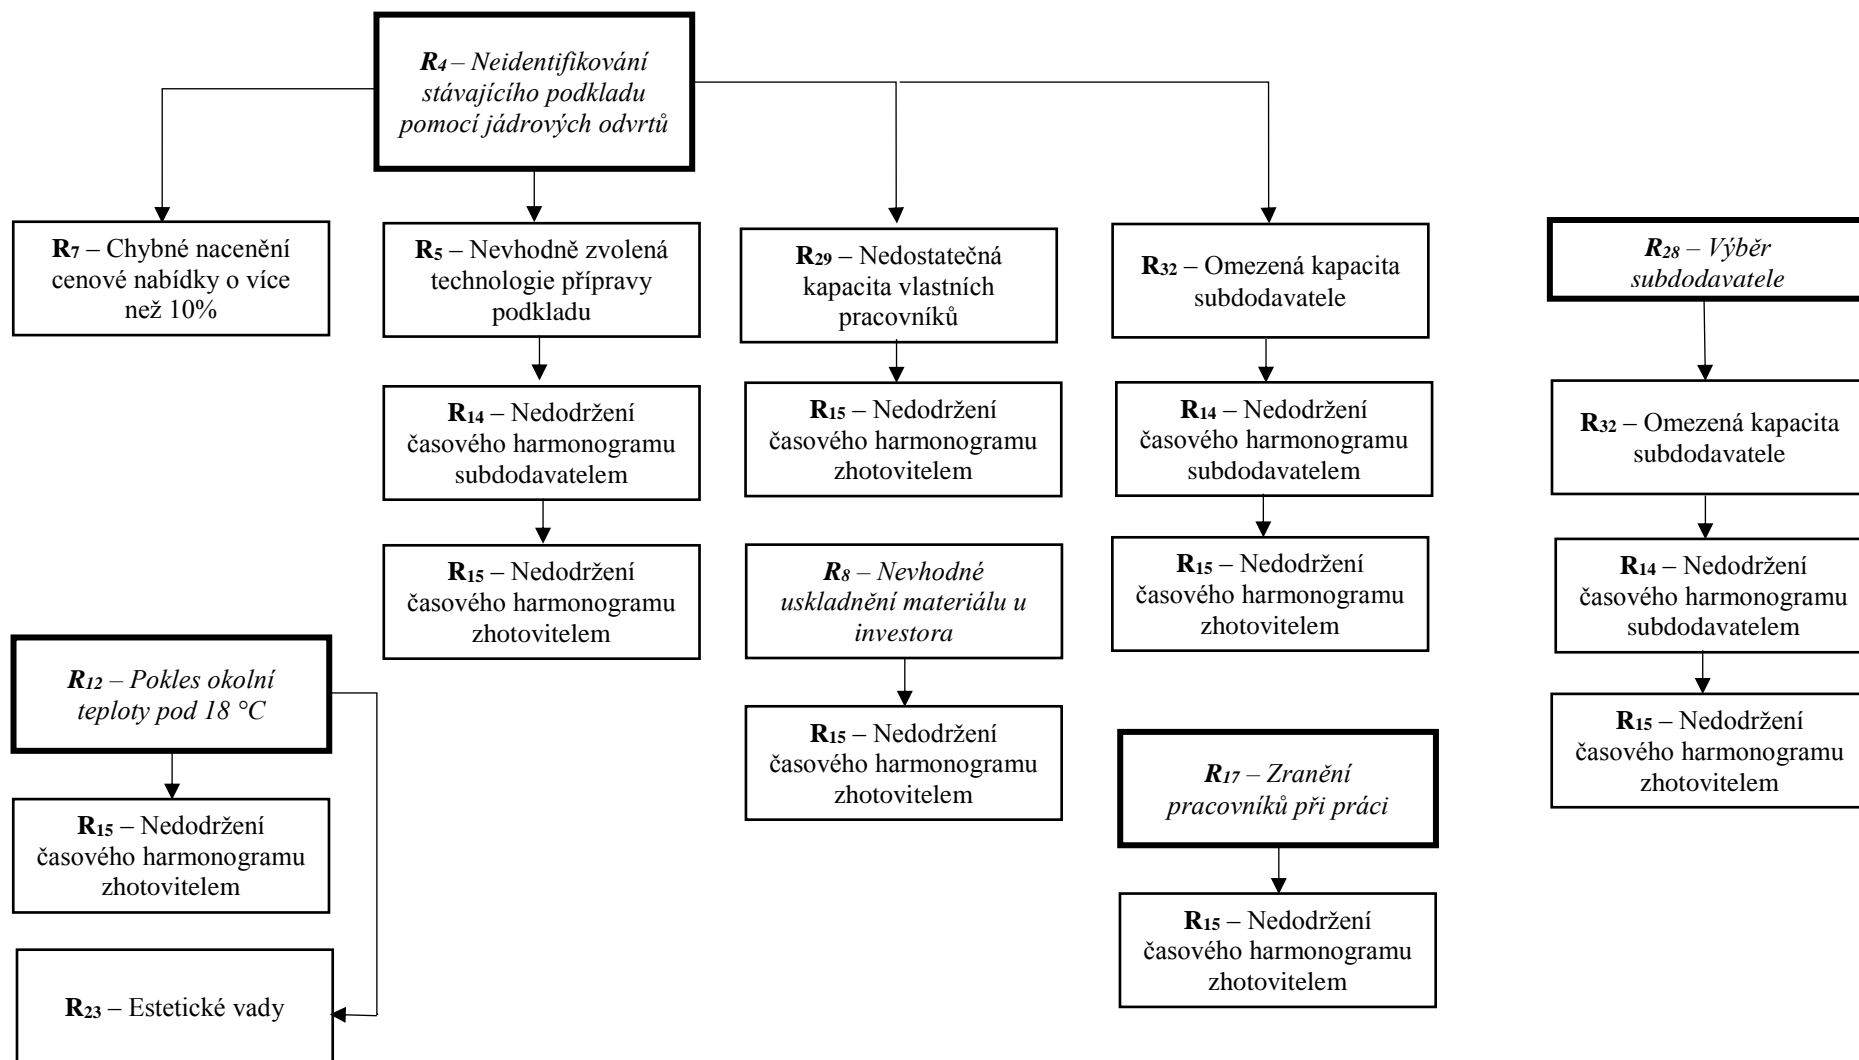 R4 – Neidentifikování
stávajícího podkladu
pomocí jádrových odvrtů
R7 – Chybné nacenění
cenové nabídky o více
než 10%
R5 – Nevhodně zvolená
technologie přípravy
podkladu
R29 – Nedostatečná
kapacita vlastních
pracovníků
R32 – Omezená kapacita
subdodavatele
R28 – Výběr
subdodavatele
R14 – Nedodržení
časového harmonogramu
subdodavatelem
R15 – Nedodržení
časového harmonogramu
zhotovitelem
R14 – Nedodržení
časového harmonogramu
subdodavatelem
R32 – Omezená kapacita
subdodavatele
R15 – Nedodržení
časového harmonogramu
zhotovitelem
R8 – Nevhodné
uskladnění materiálu u
investora
R15 – Nedodržení
časového harmonogramu
zhotovitelem
R14 – Nedodržení
časového harmonogramu
subdodavatelem
R12 – Pokles okolní
teploty pod 18 °C
R15 – Nedodržení
časového harmonogramu
zhotovitelem
R17 – Zranění
pracovníků při práci
R15 – Nedodržení
časového harmonogramu
zhotovitelem
R15 – Nedodržení
časového harmonogramu
zhotovitelem
R15 – Nedodržení
časového harmonogramu
zhotovitelem
R23 – Estetické vady